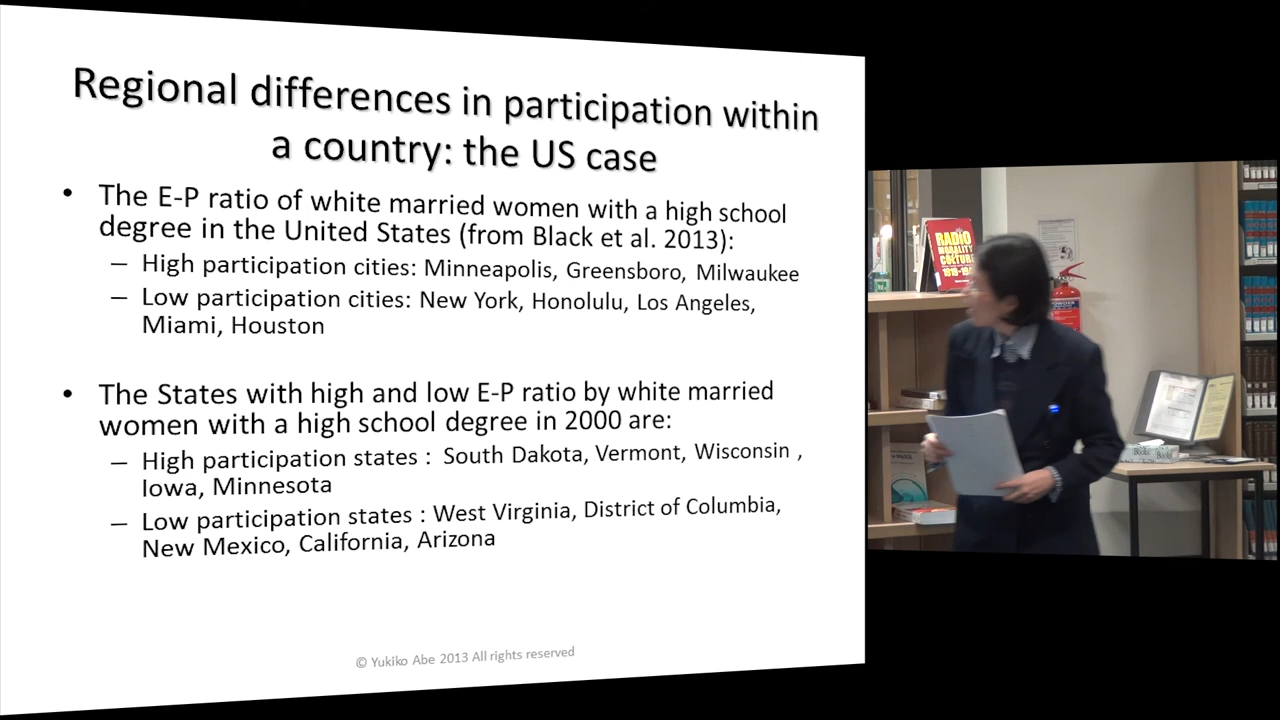 Regional differences in participation within
a country: the US case
• The E-P ratio of white married women with a high school
degree in the United States (from Black et al. 2013):
– High participation cities: Minneapolis, Greensboro, Milwaukee
– Low participation cities: New York, Honolulu, Los Angeles,
Miami, Houston
• The States with high and low E-P ratio by white married
women with a high school degree in 2000 are:
– High participation states : South Dakota, Vermont, Wisconsin ,
Iowa, Minnesota
– Low participation states : West Virginia, District of Columbia,
New Mexico, California, Arizona
© Yukiko Abe 2013 All rights reserved
RADIO
MORALITY
CULTURE